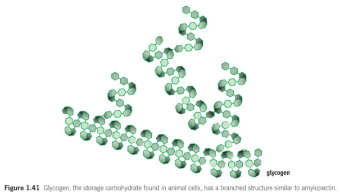 glycogen
Figure 1.41 Glycogen, the storage carbohydrate found in animal cells, has a branched structure similar to amylopectin.